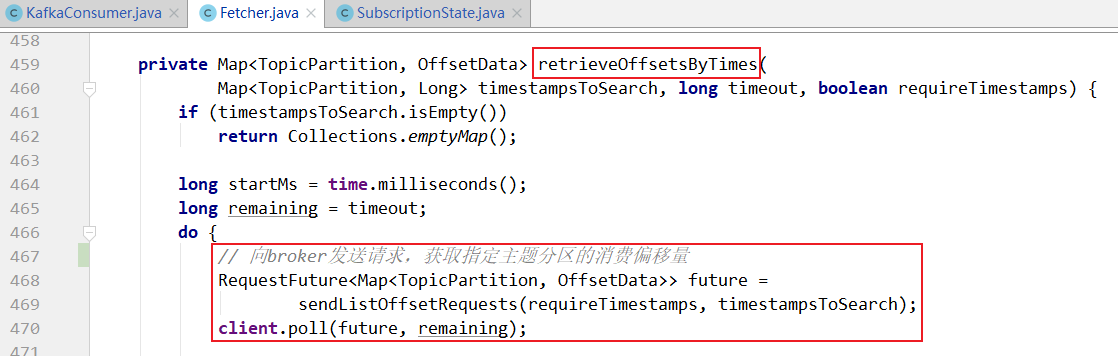 KafkaConsumer.java × Fetcher.java × SubscriptionState.java ×
458
459 private Map<TopicPartition, OffsetData> retrieveOffsetsByTimes(
460 Map<TopicPartition, Long> timestampsToSearch, long timeout, boolean requireTimestamps) {
461 if (timestampsToSearch.isEmpty())
462 return Collections.emptyMap();
463
464 long startMs = time.milliseconds();
465 long remaining = timeout;
466 do {
467 // 向broker发送请求，获取指定主题分区的消费偏移量
468 RequestFuture<Map<TopicPartition, OffsetData>> future =
469 sendListOffsetRequests(requireTimestamps, timestampsToSearch);
470 client.poll(future, remaining);
471